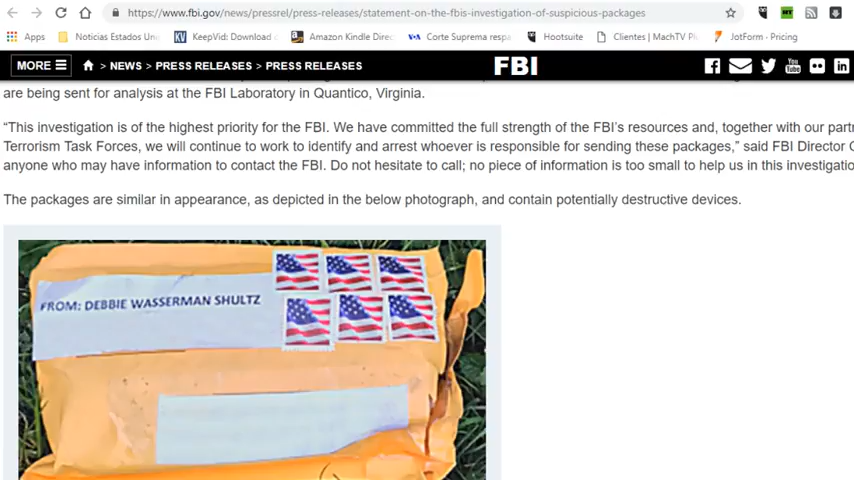 https://www.fbi.gov/news/pressrel/press-releases/statement-on-the-fbis-investigation-of-suspicious-packages
Apps Noticias Estados Un KeepVid: Download Amazon Kindle Direc Corte Suprema respa Hootsuite Clientes | MachTV Pl JotForm · Pricing
MORE > NEWS > PRESS RELEASES > PRESS RELEASES FBI
are being sent for analysis at the FBI Laboratory in Quantico, Virginia.
“This investigation is of the highest priority for the FBI. We have committed the full strength of the FBI’s resources and, together with our part
Terrorism Task Forces, we will continue to work to identify and arrest whoever is responsible for sending these packages,” said FBI Director C
anyone who may have information to contact the FBI. Do not hesitate to call; no piece of information is too small to help us in this investigatio
The packages are similar in appearance, as depicted in the below photograph, and contain potentially destructive devices.
FROM: DEBBIE WASSERMAN SHULTZ